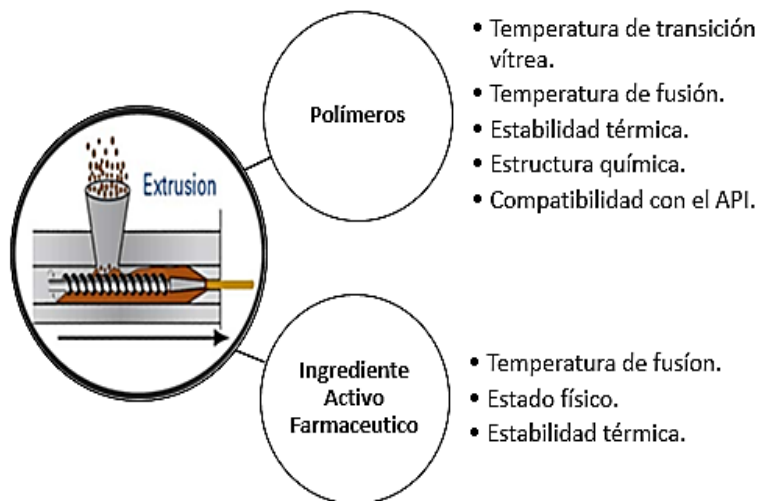 Extrusion
Polímeros
• Temperatura de transición
vítrea.
• Temperatura de fusión.
• Estabilidad térmica.
• Estructura química.
• Compatibilidad con el API.
Ingrediente
Activo
Farmaceutico
• Temperatura de fusíon.
• Estado físico.
• Estabilidad térmica.